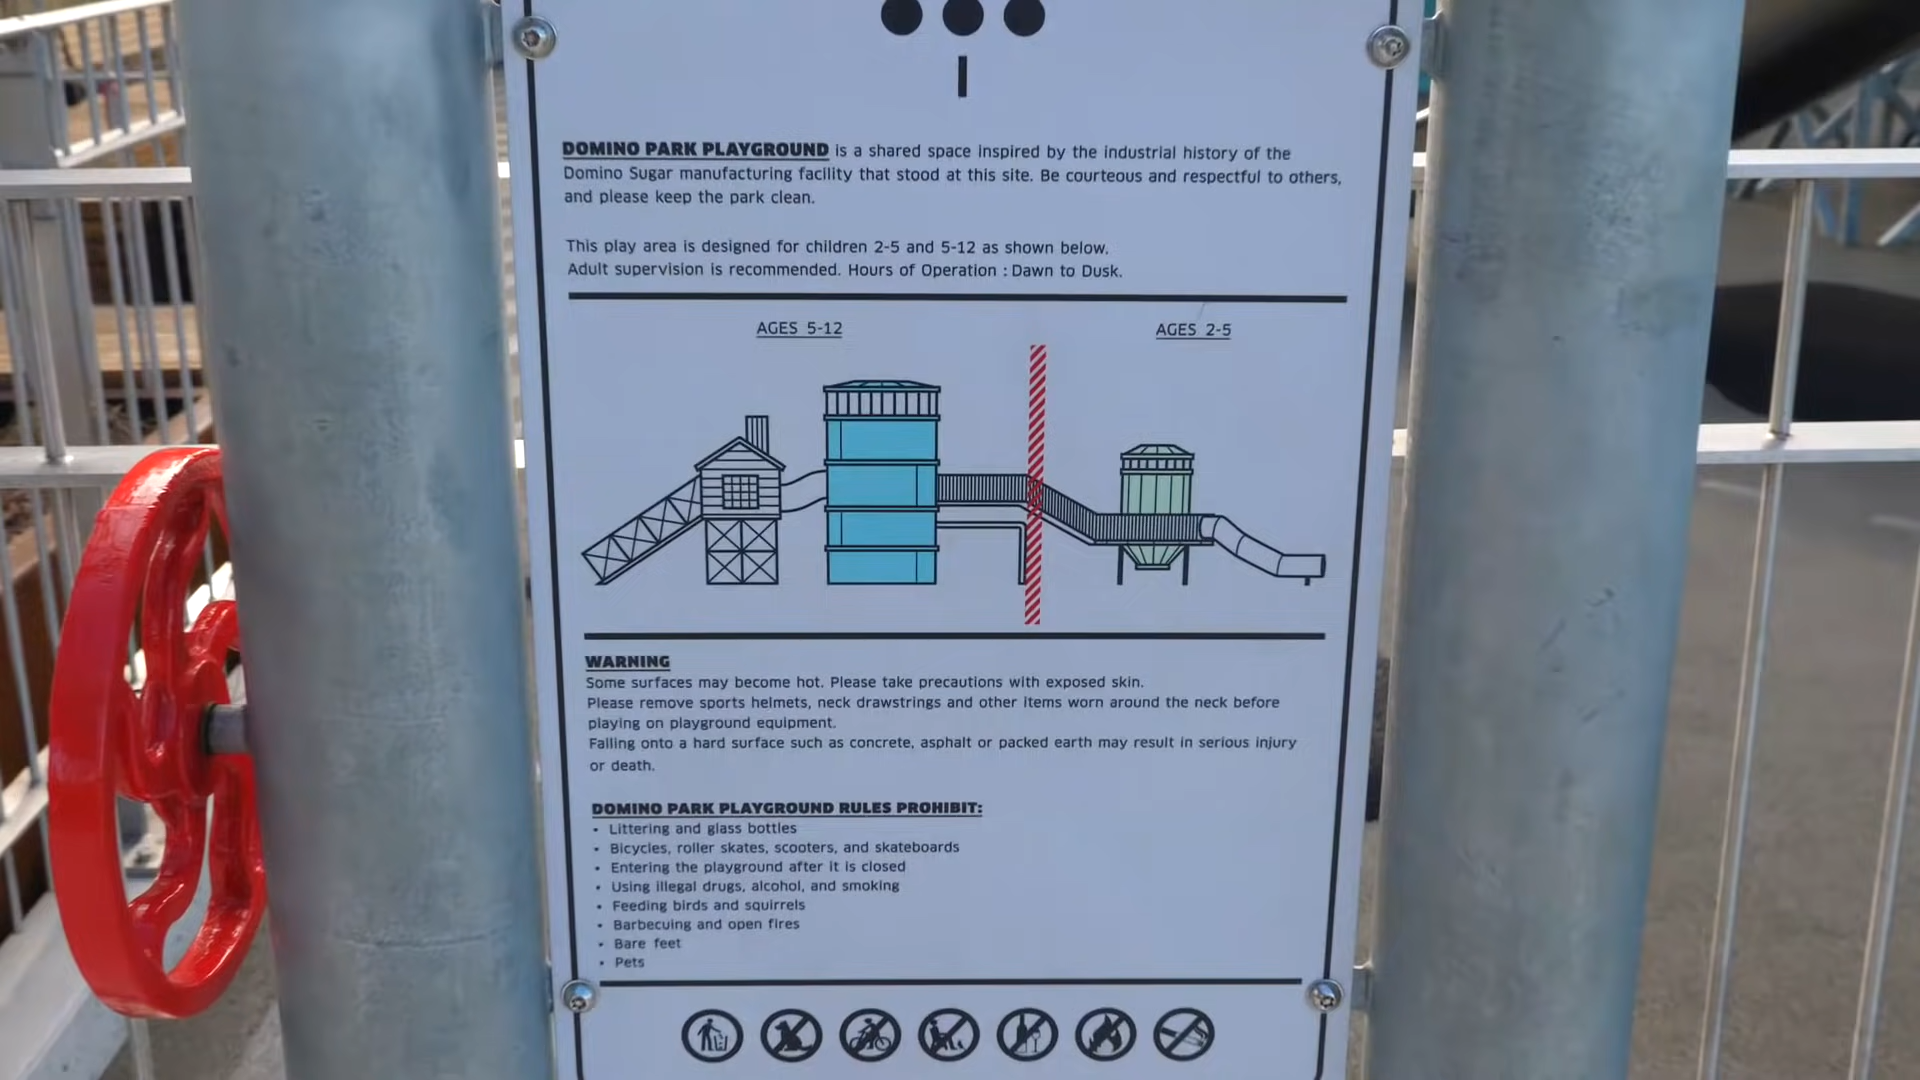 DOMINO PARK PLAYGROUND is a shared space inspired by the industrial history of the
Domino Sugar manufacturing facility that stood at this site. Be courteous and respectful to others,
and please keep the park clean.
This play area is designed for children 2-5 and 5-12 as shown below.
Adult supervision is recommended. Hours of Operation : Dawn to Dusk.
AGES 5-12
AGES 2-5
WARNING
Some surfaces may become hot. Please take precautions with exposed skin.
Please remove sports helmets, neck drawstrings and other items worn around the neck before
playing on playground equipment.
Falling onto a hard surface such as concrete, asphalt or packed earth may result in serious injury
or death.
DOMINO PARK PLAYGROUND RULES PROHIBIT:
• Littering and glass bottles
• Bicycles, roller skates, scooters, and skateboards
• Entering the playground after it is closed
• Using illegal drugs, alcohol, and smoking
• Feeding birds and squirrels
• Barbecuing and open fires
• Bare feet
• Pets